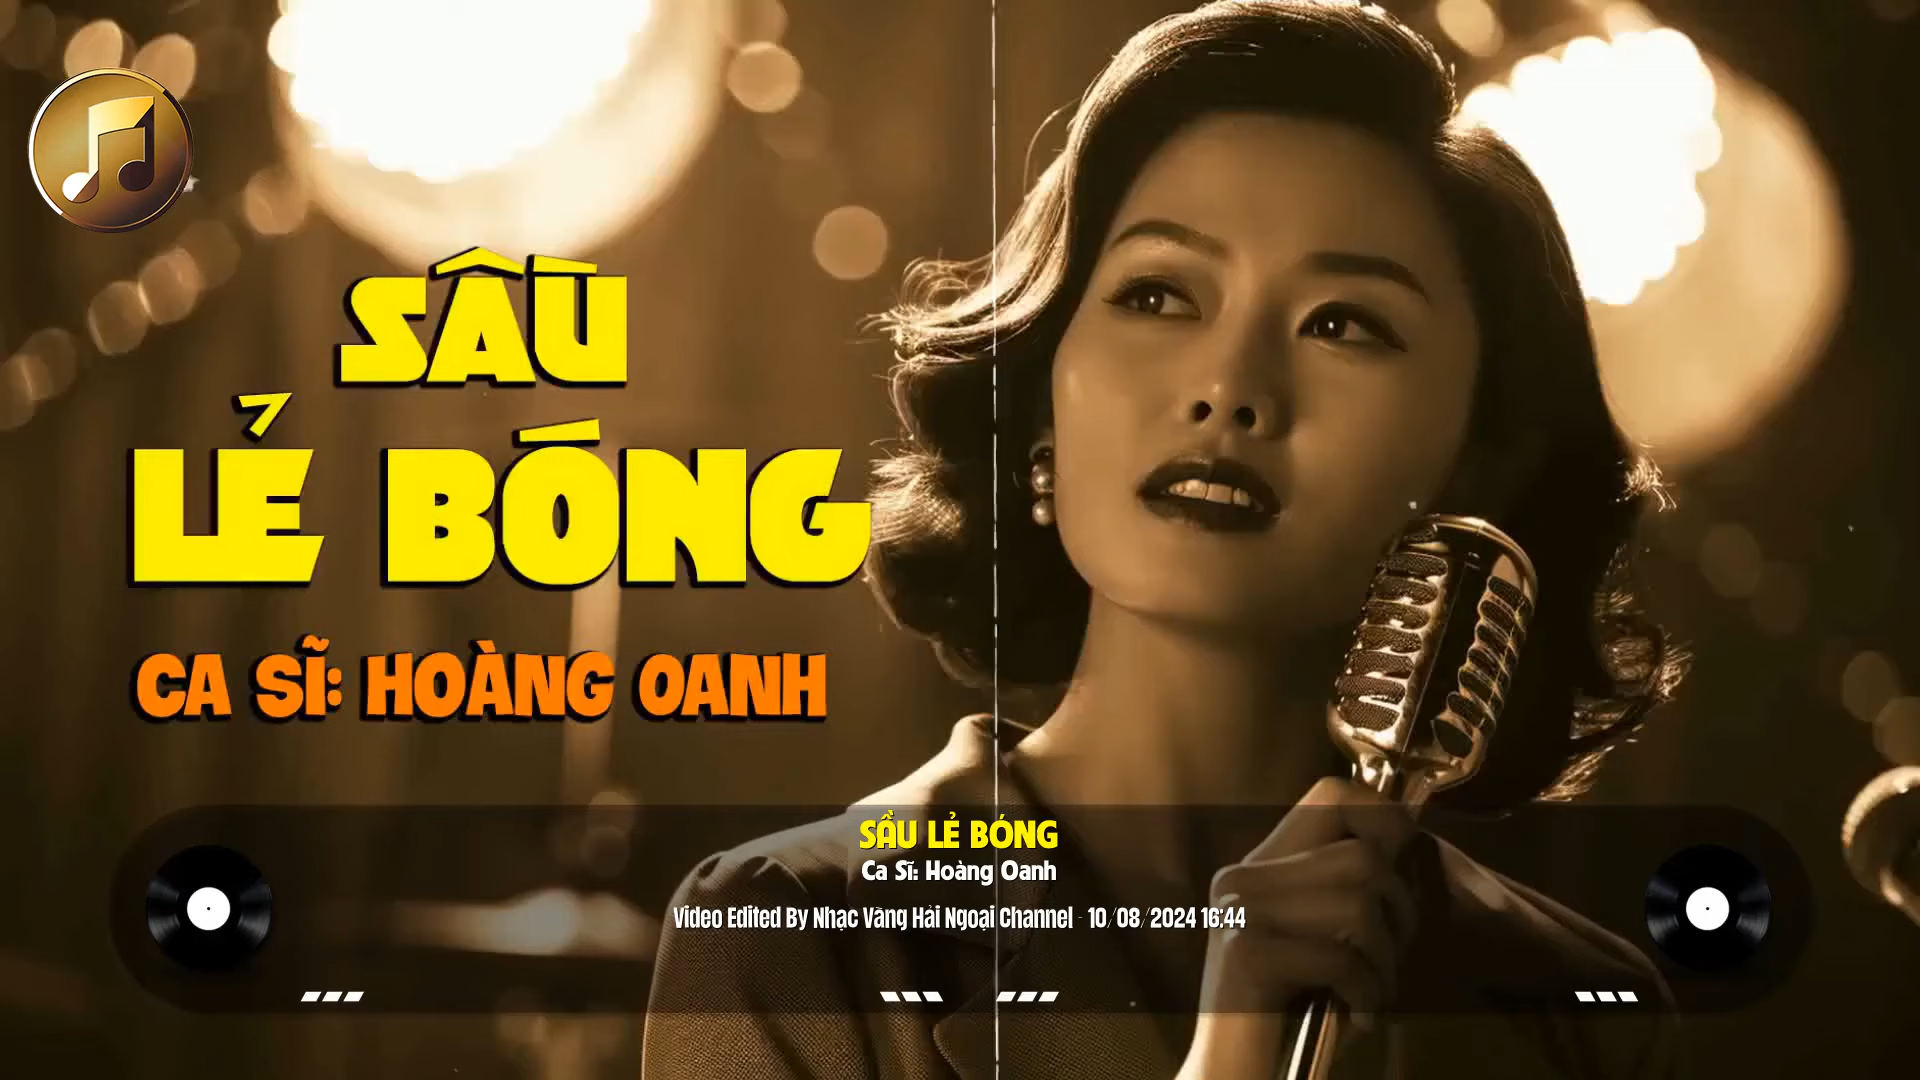 SẦU
LẺ BÓNG
CA SĨ: HOÀNG OANH
SẦU LẺ BÓNG
Ca Sĩ: Hoàng Oanh
Video Edited By Nhạc Vãng Hải Ngoại Channel - 10/08/2024 16:44